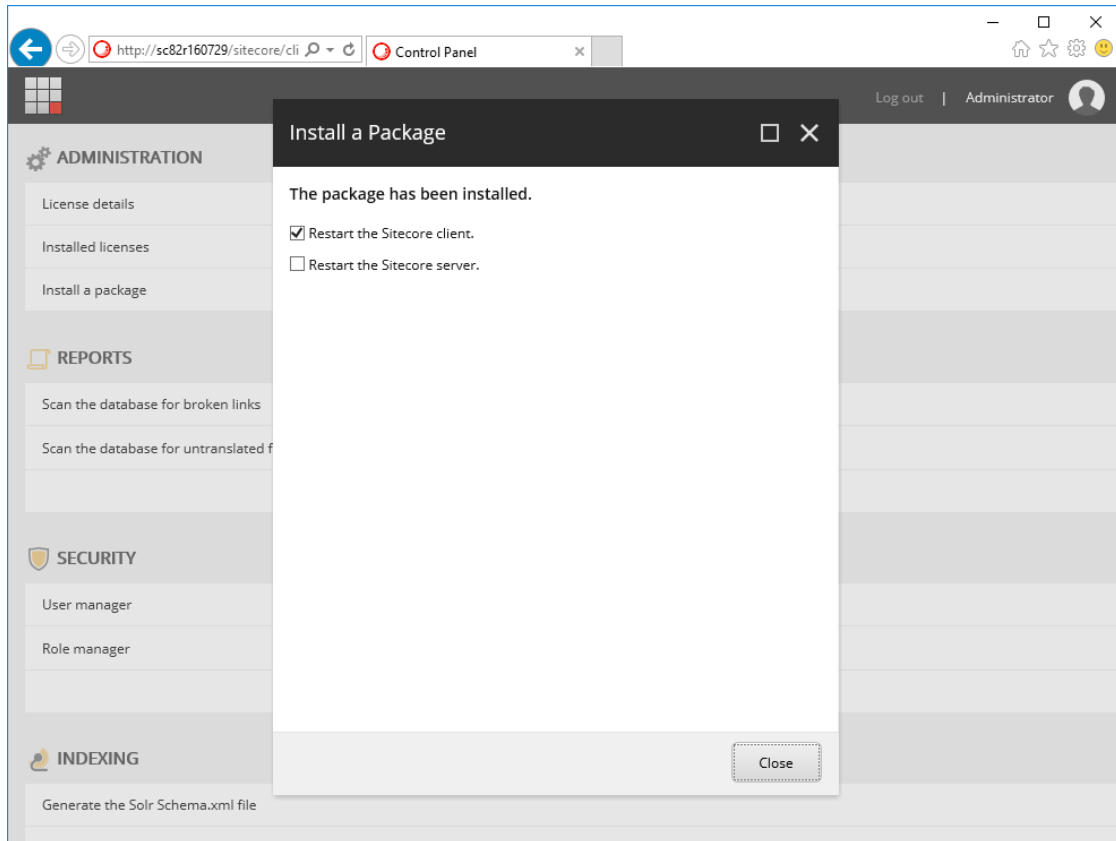 http://sc82r160729/sitecore/cli
Control Panel
Log out | Administrator
Install a Package
The package has been installed.
Restart the Sitecore client.
Restart the Sitecore server.
Close
ADMINISTRATION
License details
Installed licenses
Install a package
REPORTS
Scan the database for broken links
Scan the database for untranslated f
SECURITY
User manager
Role manager
INDEXING
Generate the Solr Schema.xml file